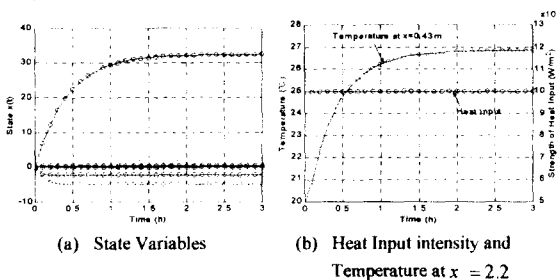 40
30
20
10
0
-10
State x(t)
0 0 5 1 1 5 2 2 5 3
Time (h)
(a) State Variables
28
27
26
25
24
23
22
21
20
Temperature (℃)
Temperature at x=0.43m
Heat input
x10
13
12
11
10
9
8
7
6
5
Strength of Heat Input (W/m
0 0 5 1 1 5 2 2 5 3
Time (h)
(b) Heat Input intensity and
Temperature at x = 2.2